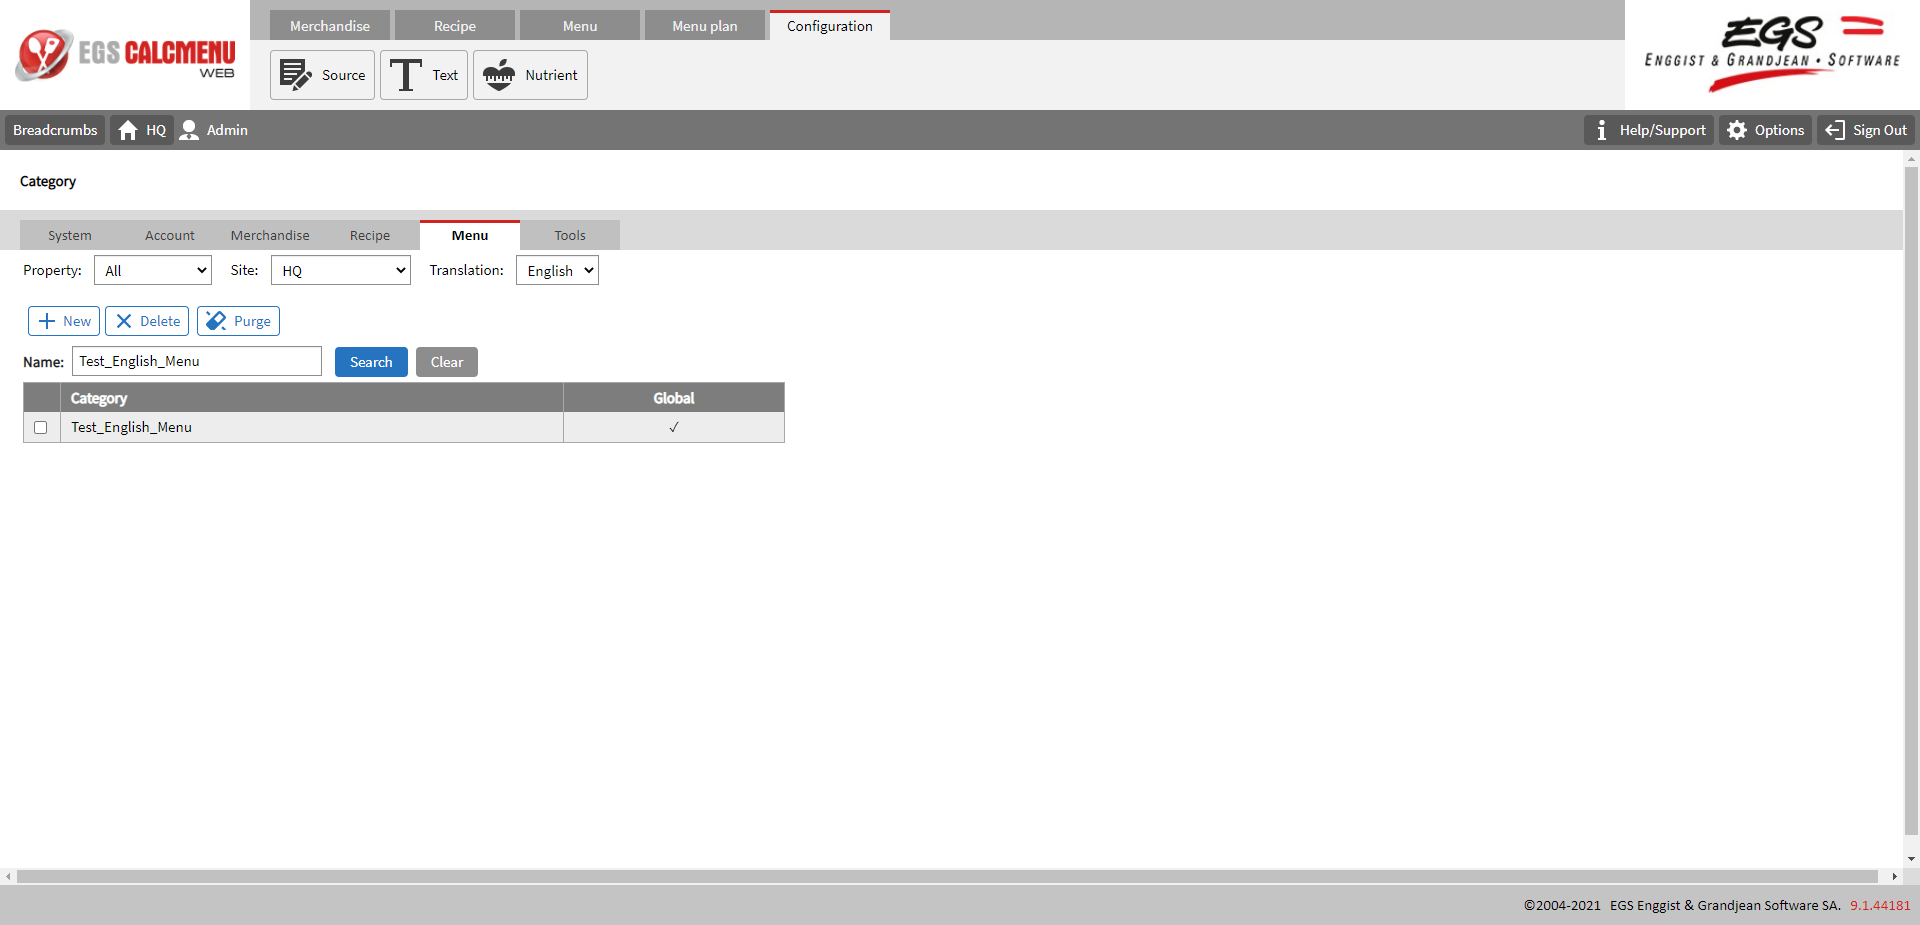 EGS CALCMENU
WEB
Merchandise Recipe Menu Menu plan Configuration
Source Text Nutrient
EGS
ENGGIST & GRANDJEAN • SOFTWARE
Breadcrumbs HQ Admin Help/Support Options Sign Out
Category
System Account Merchandise Recipe Menu Tools
Property: All Site: HQ Translation: English
New Delete Purge
Name: Test_English_Menu Search Clear
Category Global
Test_English_Menu ✓
©2004-2021 EGS Enggist & Grandjean Software SA. 9.1.44181